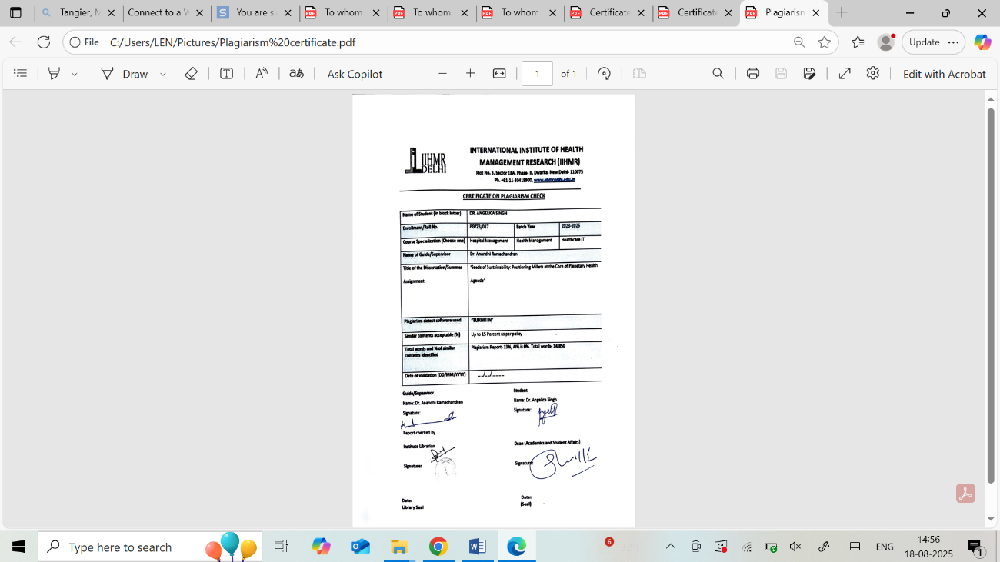 Tangier, M
Connect to a W
You are si
To whom
To whom
To whom
Certificate
Certificate
Plagiarism
File
C:/Users/LEN/Pictures/Plagiarism%20certificate.pdf
Update
Draw
Ask Copilot
1
of 1
Edit with Acrobat
IIHMR
DELHI
INTERNATIONAL INSTITUTE OF HEALTH
MANAGEMENT RESEARCH (IIHMR)
Plot No. 3, Sector 18A, Phase- II, Dwarka, New Delhi- 110075
Ph. +91-11-30418900, www.iihmrdelhi.edu.in
CERTIFICATE ON PLAGIARISM CHECK
Name of Student (in block letter) DR. ANGELICA SINGH
Enrollment/Roll No. PG/23/017 Batch Year 2023-2025
Course Specialization (Choose one) Hospital Management Health Management Healthcare IT
Name of Guide/Supervisor Dr. Anandhi Ramachandran
Title of the Dissertation/Summer 'Seeds of Sustainability: Positioning Millets at the Core of Planetary Health
Assignment Agenda'
Plagiarism detect software used "TURNITIN"
Similar contents acceptable (%) Up to 15 Percent as per policy
Total words and % of similar Plagiarism Report- 13%, AI% is 0%. Total words- 14,850
contents identified
Date of validation (DD/MM/YYYY) _ _/_ _/_ _ _ _
Guide/Supervisor
Name: Dr. Anandhi Ramachandran
Signature:
Report checked by
Institute Librarian
Signatures
Date:
Library Seal
Student
Name: Dr. Angelica Singh
Signature:
Dean (Academics and Student Affairs)
Signature:
Date:
(Seal)
Type here to search
6
32°C
ENG
14:56
18-08-2025
1